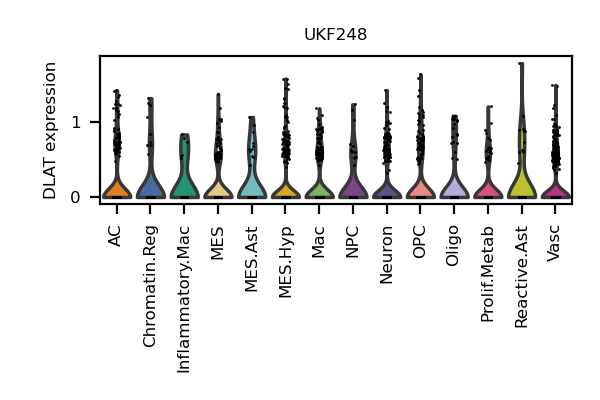 UKF248
DLAT expression
1
0
AC
Chromatin.Reg
Inflammatory.Mac
MES
MES.Ast
MES.Hyp
Mac
NPC
Neuron
OPC
Oligo
Prolif.Metab
Reactive.Ast
Vasc